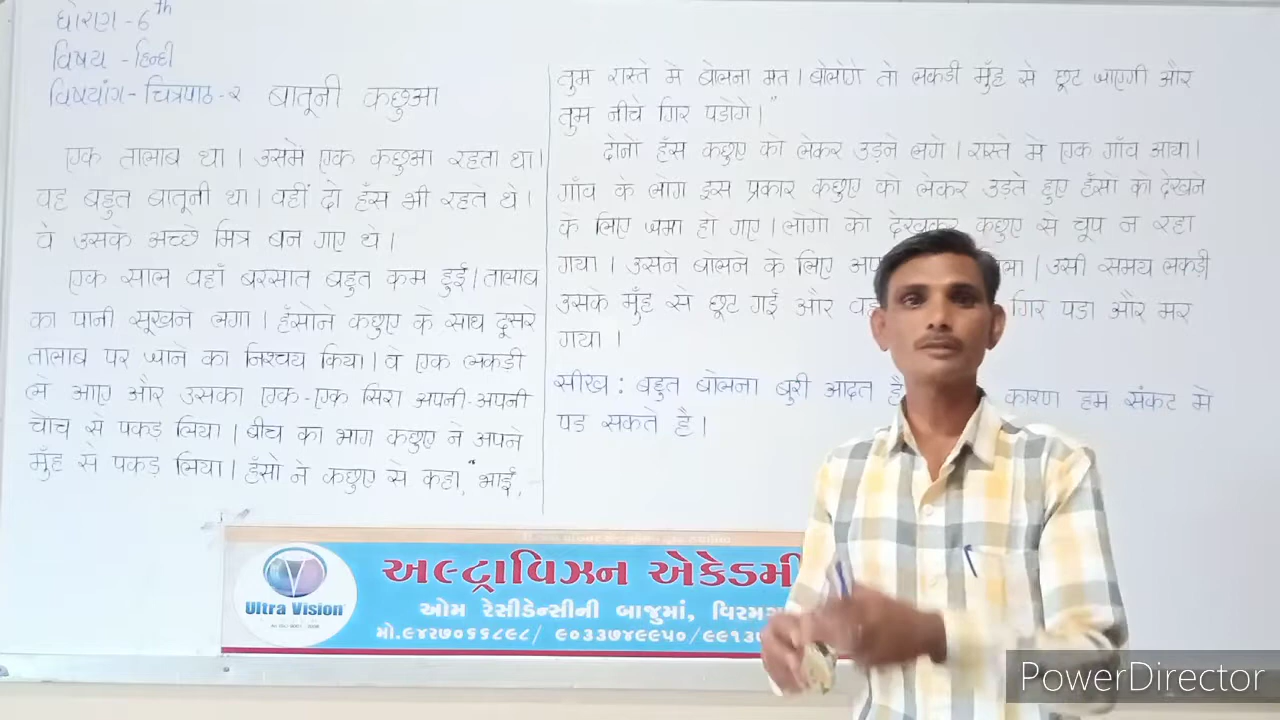 धोरण - 6th
विषय - हिन्दी
विषयांग - चित्रपाठ - २
बातूनी कछुआ
एक तालाब था। उसमे एक कछुआ रहता था।
वह बहुत बातूनी था। वहीं दो हँस भी रहते थे।
वे उसके अच्छे मित्र बन गए थे।
एक साल वहाँ बरसात बहुत कम हुई। तालाब
का पानी सूखने लगा। हँसोने कछुए के साथ दूसरे
तालाब पर जाने का निश्चय किया। वे एक लकडी
ले आए और उसका एक-एक सिरा अपनी-अपनी
चोंच से पकड़ लिया। बीच का भाग कछुए ने अपने
मुँह से पकड़ लिया। हँसो ने कछुए से कहा, "भाई,
तुम रास्ते मे बोलना मत। बोलोगे तो लकडी मुँह से छूट जाएगी और
तुम नीचे गिर पडोगे।"
दोनो हँस कछुए को लेकर उड़ने लगे। रास्ते मे एक गाँव आया।
गाँव के लोग इस प्रकार कछुए को लेकर उड़ते हुए हँसो को देखने
के लिए जमा हो गए। लोगो को देखकर कछुए से चूप न रहा
गया। उसने बोलने के लिए उसी समय लकड़ी
उसके मुँह से छूट गई और गिर पडा और मर
गया।
सीख : बहुत बोलना बुरी आदत कारण हम संकट मे
पड सकते है।
અલ્ટ્રાવિઝન એકેડમી
Ultra Vision
ઓમ રેસીડેન્સીની બાજુમાં,
મો.૯૪૨૭૦૬૬૮૯૮/ ૯૦૩૩૭૪૯૯૫૦/
PowerDirector